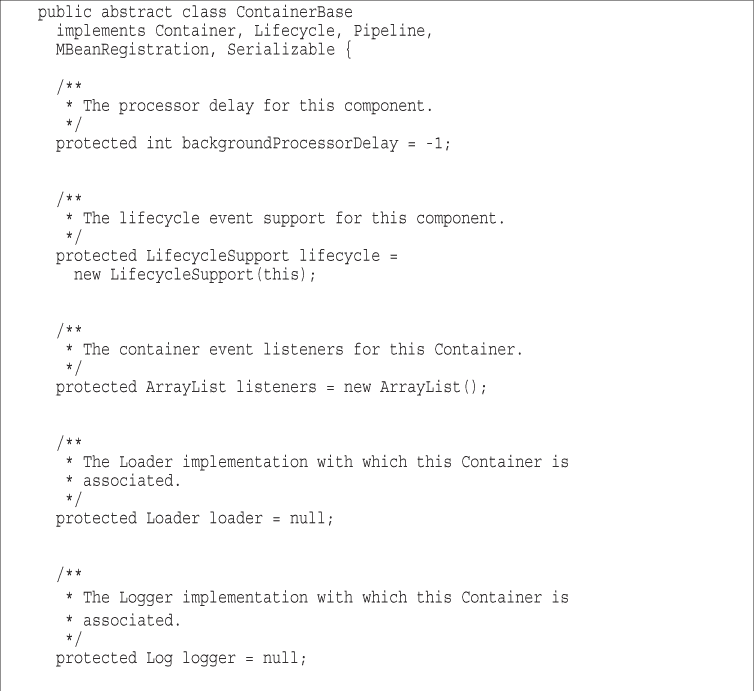 public abstract class ContainerBase
  implements Container, Lifecycle, Pipeline,
  MBeanRegistration, Serializable {
  /**
   * The processor delay for this component.
   */
  protected int backgroundProcessorDelay = -1;
  /**
   * The lifecycle event support for this component.
   */
  protected LifecycleSupport lifecycle =
    new LifecycleSupport(this);
  /**
   * The container event listeners for this Container.
   */
  protected ArrayList listeners = new ArrayList();
  /**
   * The Loader implementation with which this Container is
   * associated.
   */
  protected Loader loader = null;
  /**
   * The Logger implementation with which this Container is
   * associated.
   */
  protected Log logger = null;